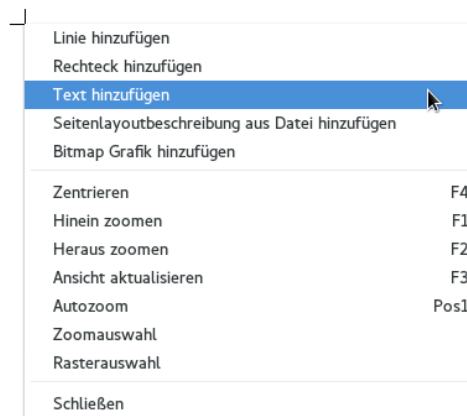 Linie hinzufügen
Rechteck hinzufügen
Text hinzufügen
Seitenlayoutbeschreibung aus Datei hinzufügen
Bitmap Grafik hinzufügen
Zentrieren F4
Hinein zoomen F1
Heraus zoomen F2
Ansicht aktualisieren F3
Autozoom Pos1
Zoomauswahl
Rasterauswahl
Schließen